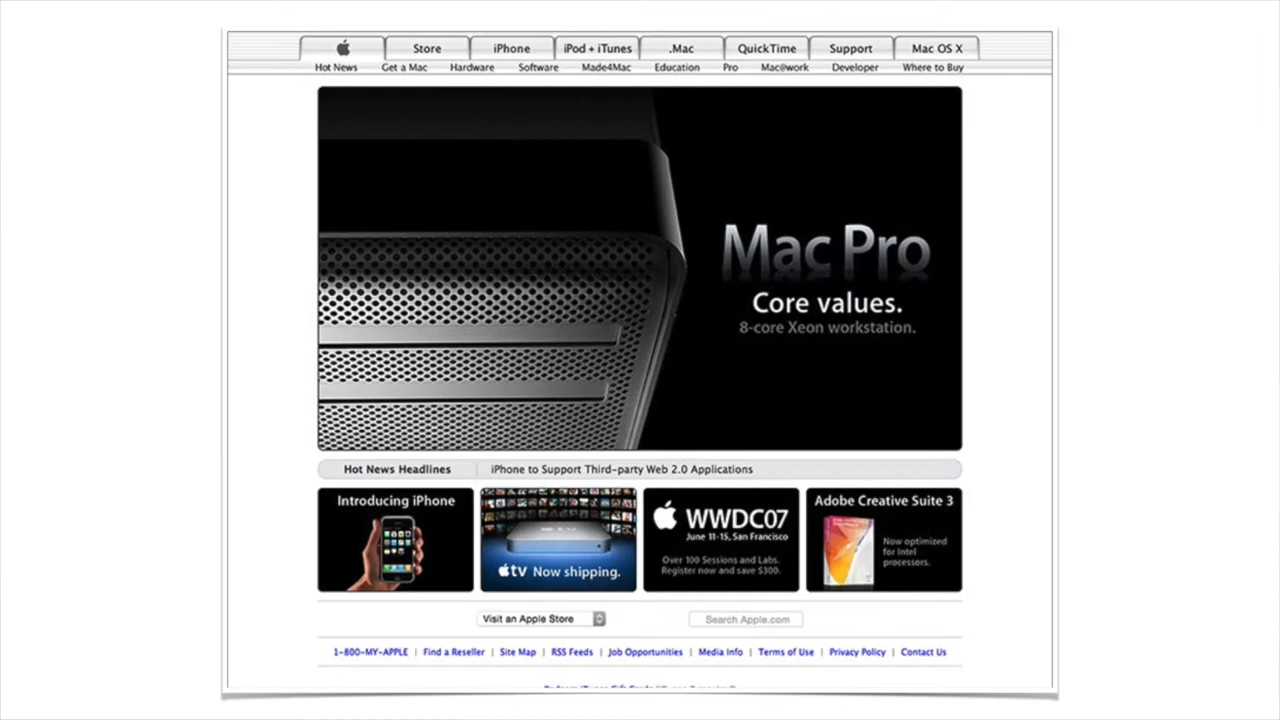 Store iPhone iPod + iTunes .Mac QuickTime Support Mac OS X
Hot News Get a Mac Hardware Software Made4Mac Education Pro Mac@work Developer Where to Buy
Mac Pro
Core values.
8-core Xeon workstation.
Hot News Headlines iPhone to Support Third-party Web 2.0 Applications
Introducing iPhone
tv Now shipping.
WWDC07
June 11-15, San Francisco
Over 100 Sessions and Labs.
Register now and save $300.
Adobe Creative Suite 3
Now optimized
for Intel
processors.
Visit an Apple Store
Search Apple.com
1-800-MY-APPLE | Find a Reseller | Site Map | RSS Feeds | Job Opportunities | Media Info | Terms of Use | Privacy Policy | Contact Us